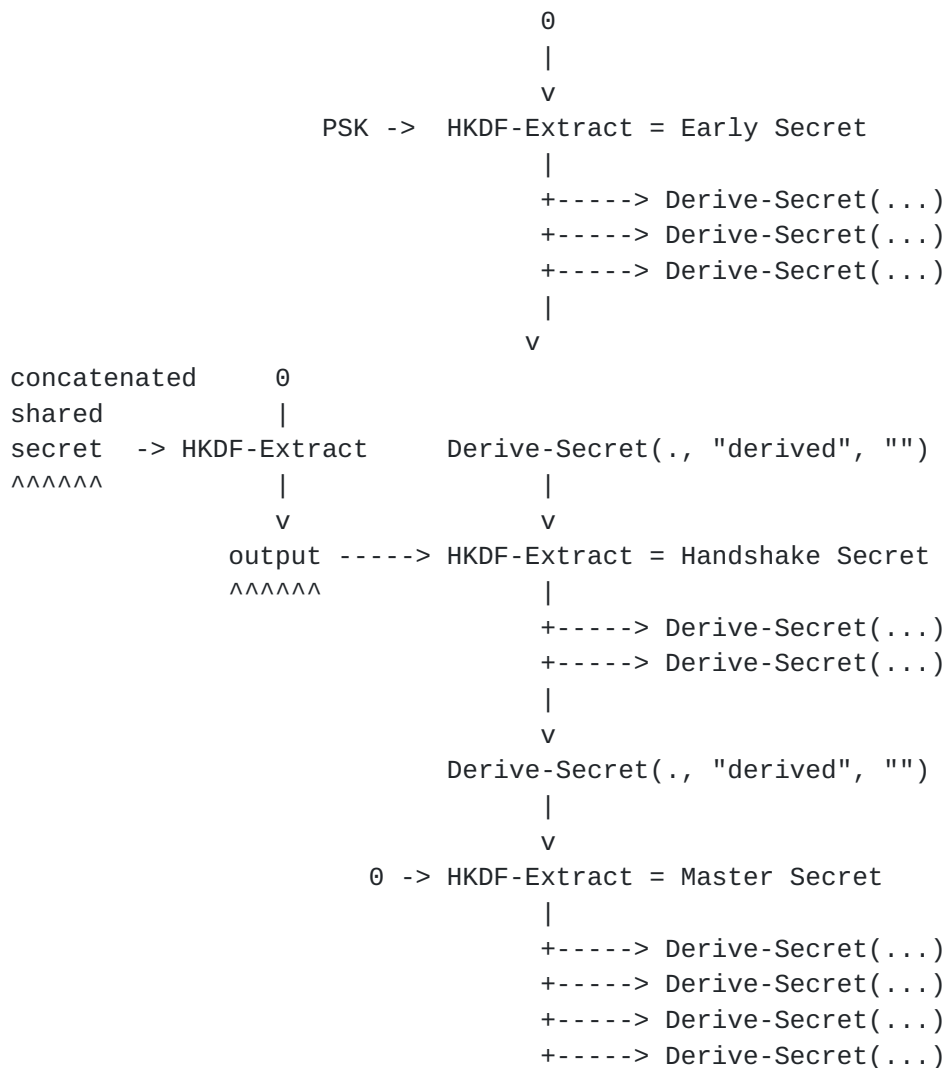 0
                                   |
                                   v
                     PSK ->  HKDF-Extract = Early Secret
                                   |
                                   +-----> Derive-Secret(...)
                                   +-----> Derive-Secret(...)
                                   +-----> Derive-Secret(...)
                                   |
                                  v
concatenated     0
shared           |
secret  -> HKDF-Extract     Derive-Secret(., "derived", "")
^^^^^^           |                 |
                 v                 v
              output -----> HKDF-Extract = Handshake Secret
              ^^^^^^               |
                                   +-----> Derive-Secret(...)
                                   +-----> Derive-Secret(...)
                                   |
                                   v
                            Derive-Secret(., "derived", "")
                                   |
                                   v
                       0 -> HKDF-Extract = Master Secret
                                   |
                                   +-----> Derive-Secret(...)
                                   +-----> Derive-Secret(...)
                                   +-----> Derive-Secret(...)
                                   +-----> Derive-Secret(...)